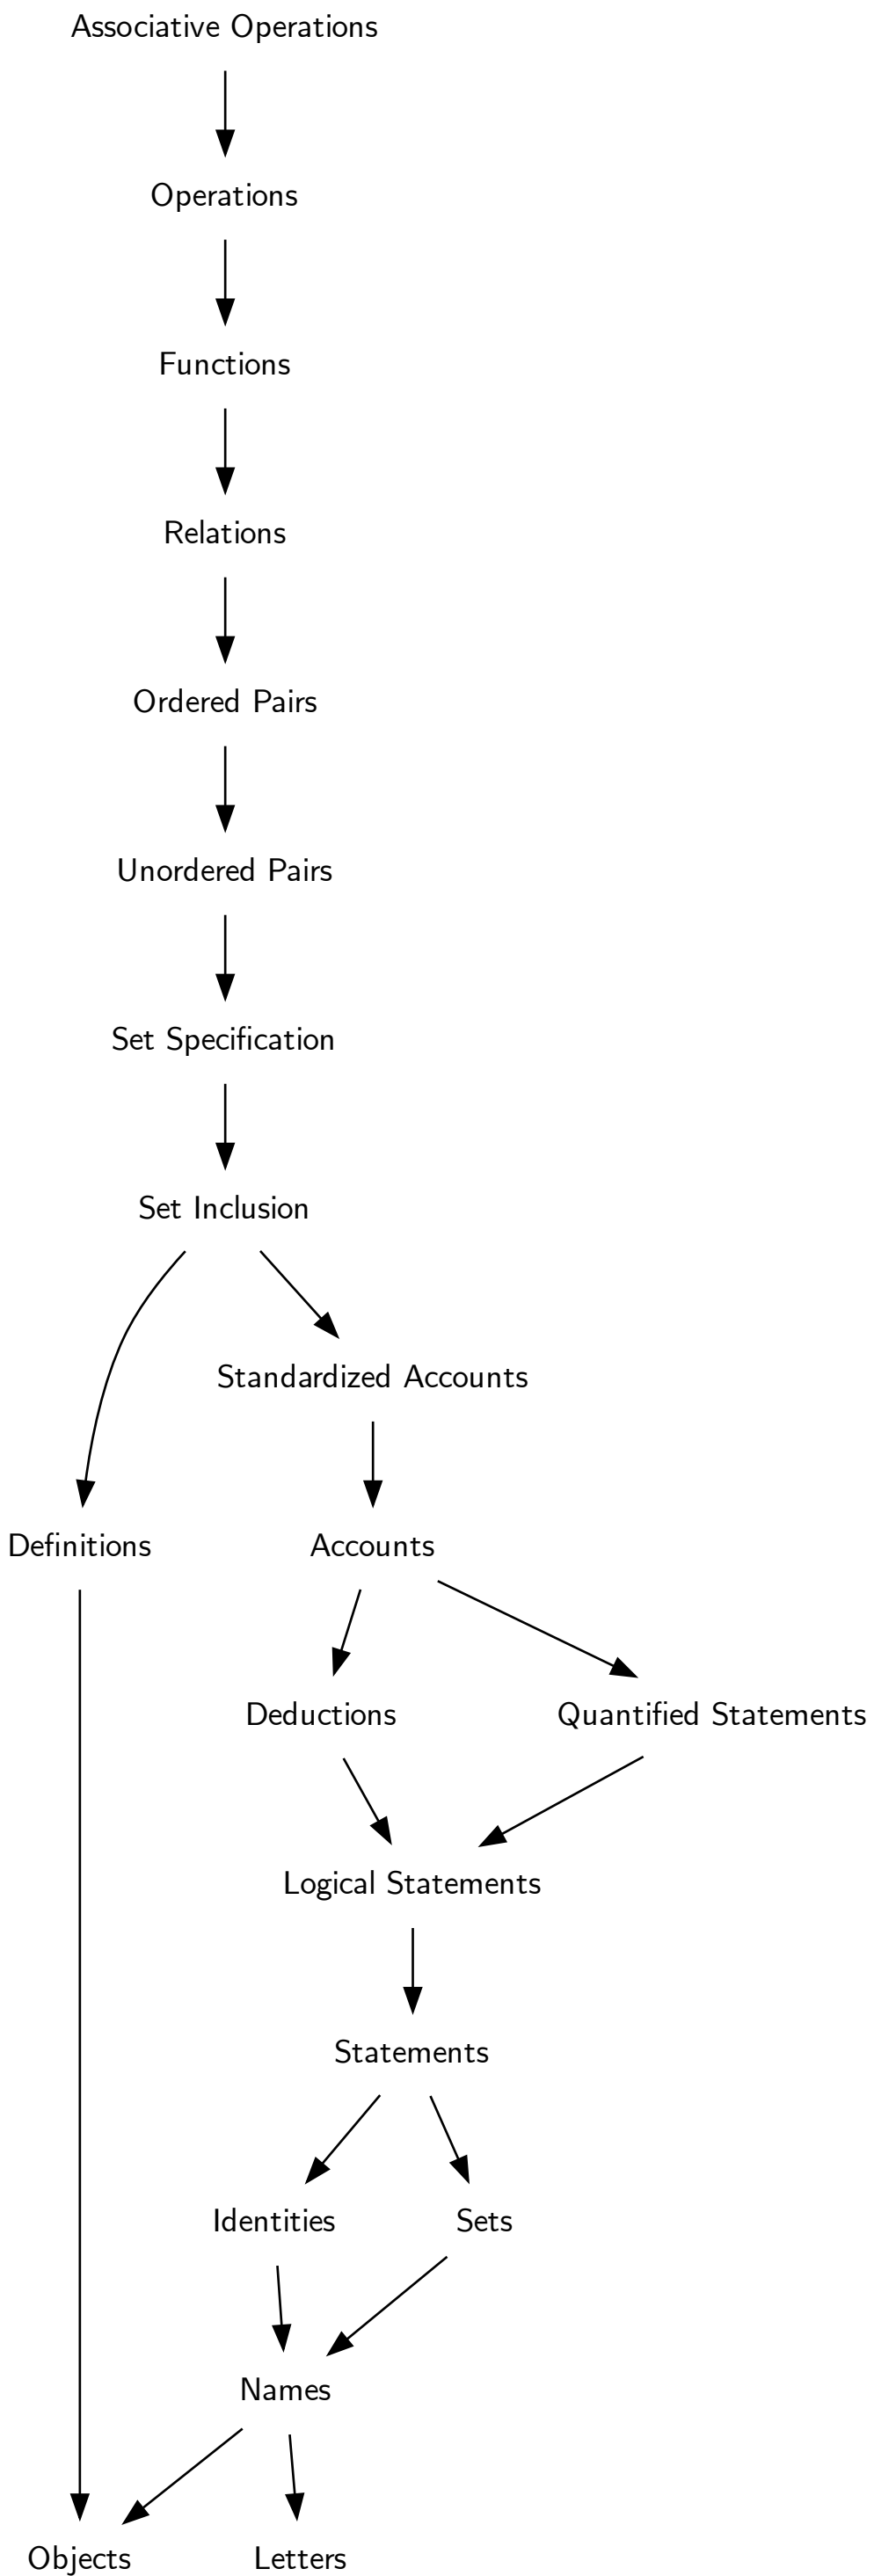 Associative Operations
Operations
Functions
Relations
Ordered Pairs
Unordered Pairs
Set Specification
Set Inclusion
Standardized Accounts
Definitions
Accounts
Deductions
Quantified Statements
Logical Statements
Statements
Identities
Sets
Names
Objects
Letters